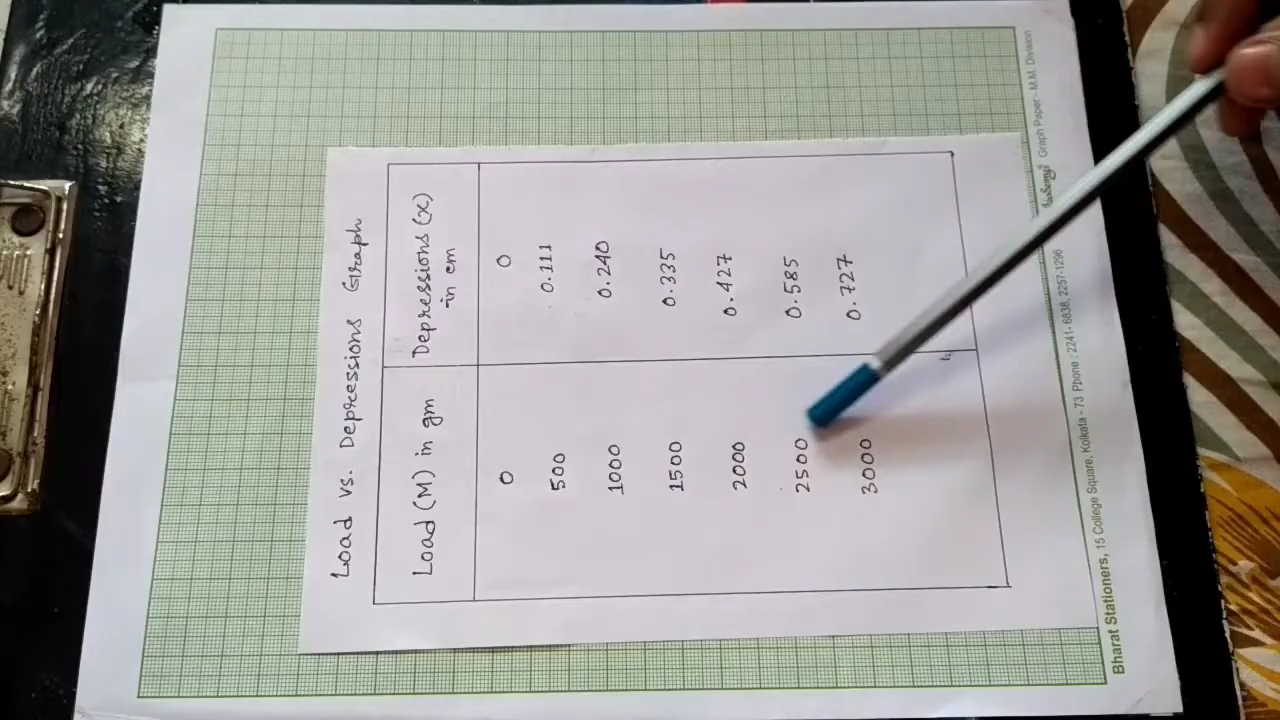 Load vs. Depressions Graph
Load (M) in gm Depressions (x) in cm
0 0
500 0.111
1000 0.240
1500 0.335
2000 0.427
2500 0.585
3000 0.727
Bharat Stationers, 15 College Square, Kolkata - 73 Phone : 2241- 6838, 2257-1296 Graph Paper - M.M. Division